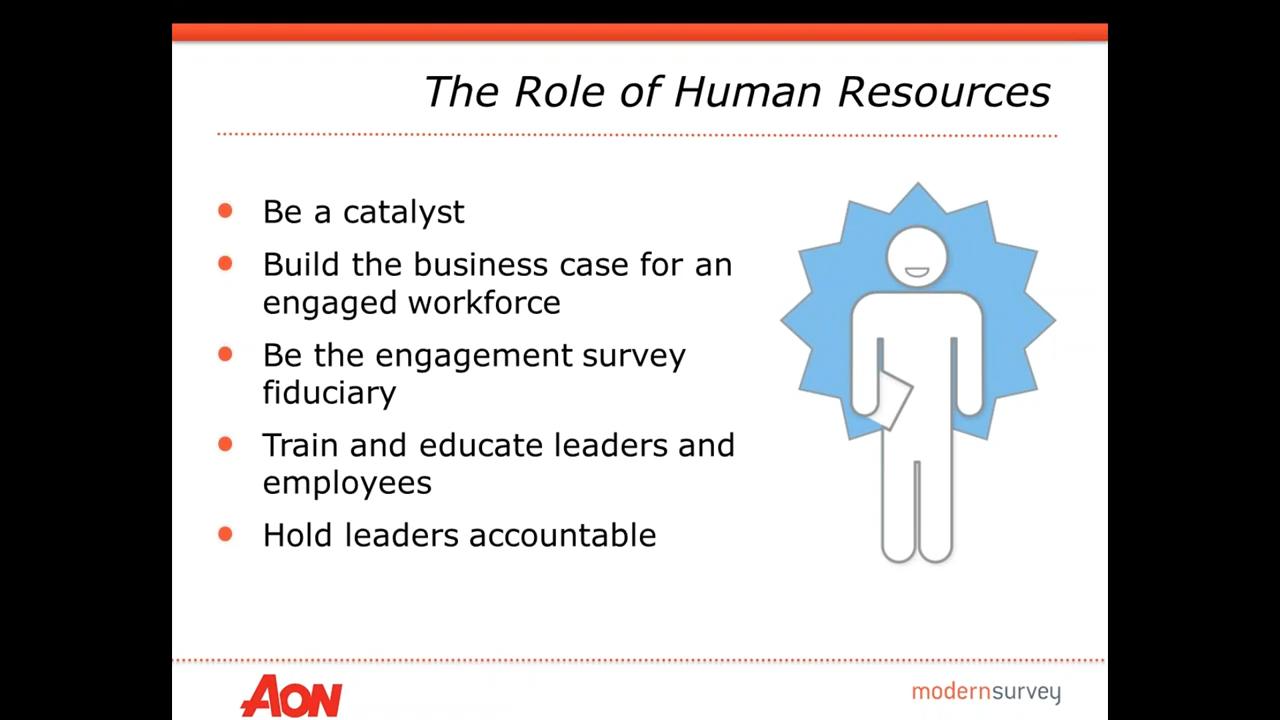 The Role of Human Resources
Be a catalyst
Build the business case for an
engaged workforce
Be the engagement survey
fiduciary
Train and educate leaders and
employees
Hold leaders accountable
AON
modernsurvey